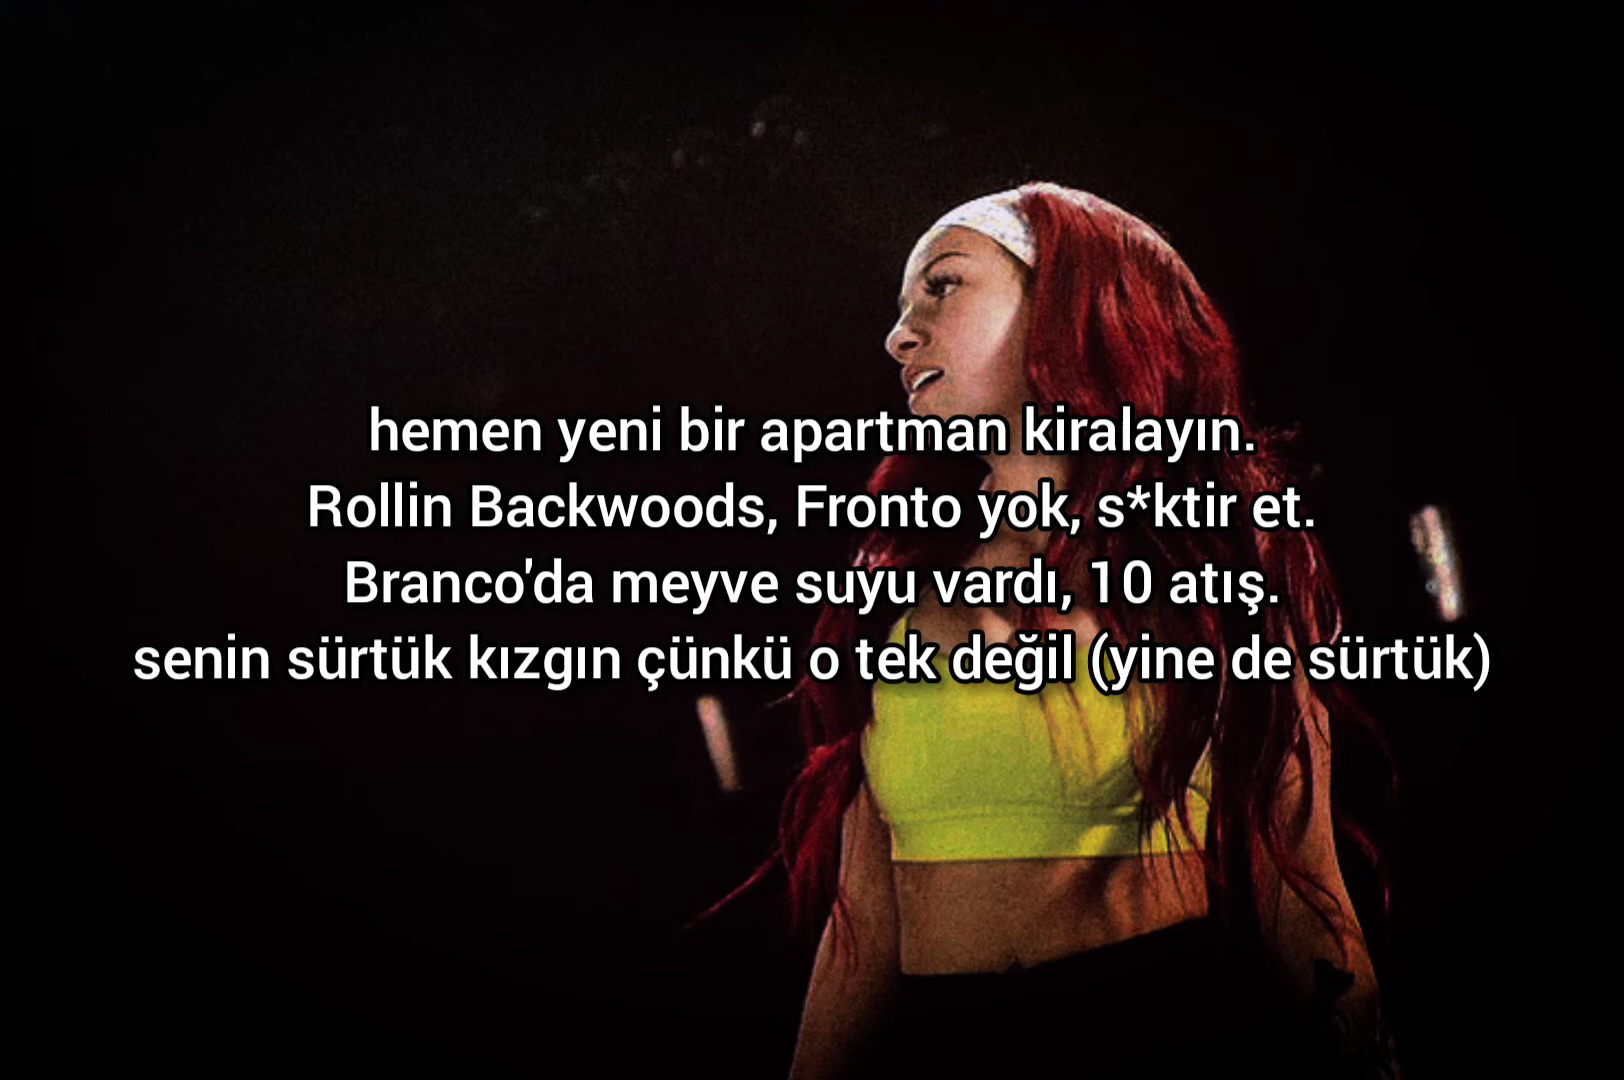 hemen yeni bir apartman kiralayın.
Rollin Backwoods, Fronto yok, s*ktir et.
Branco'da meyve suyu vardı, 10 atış.
senin sürtük kızgın çünkü o tek değil (yine de sürtük)